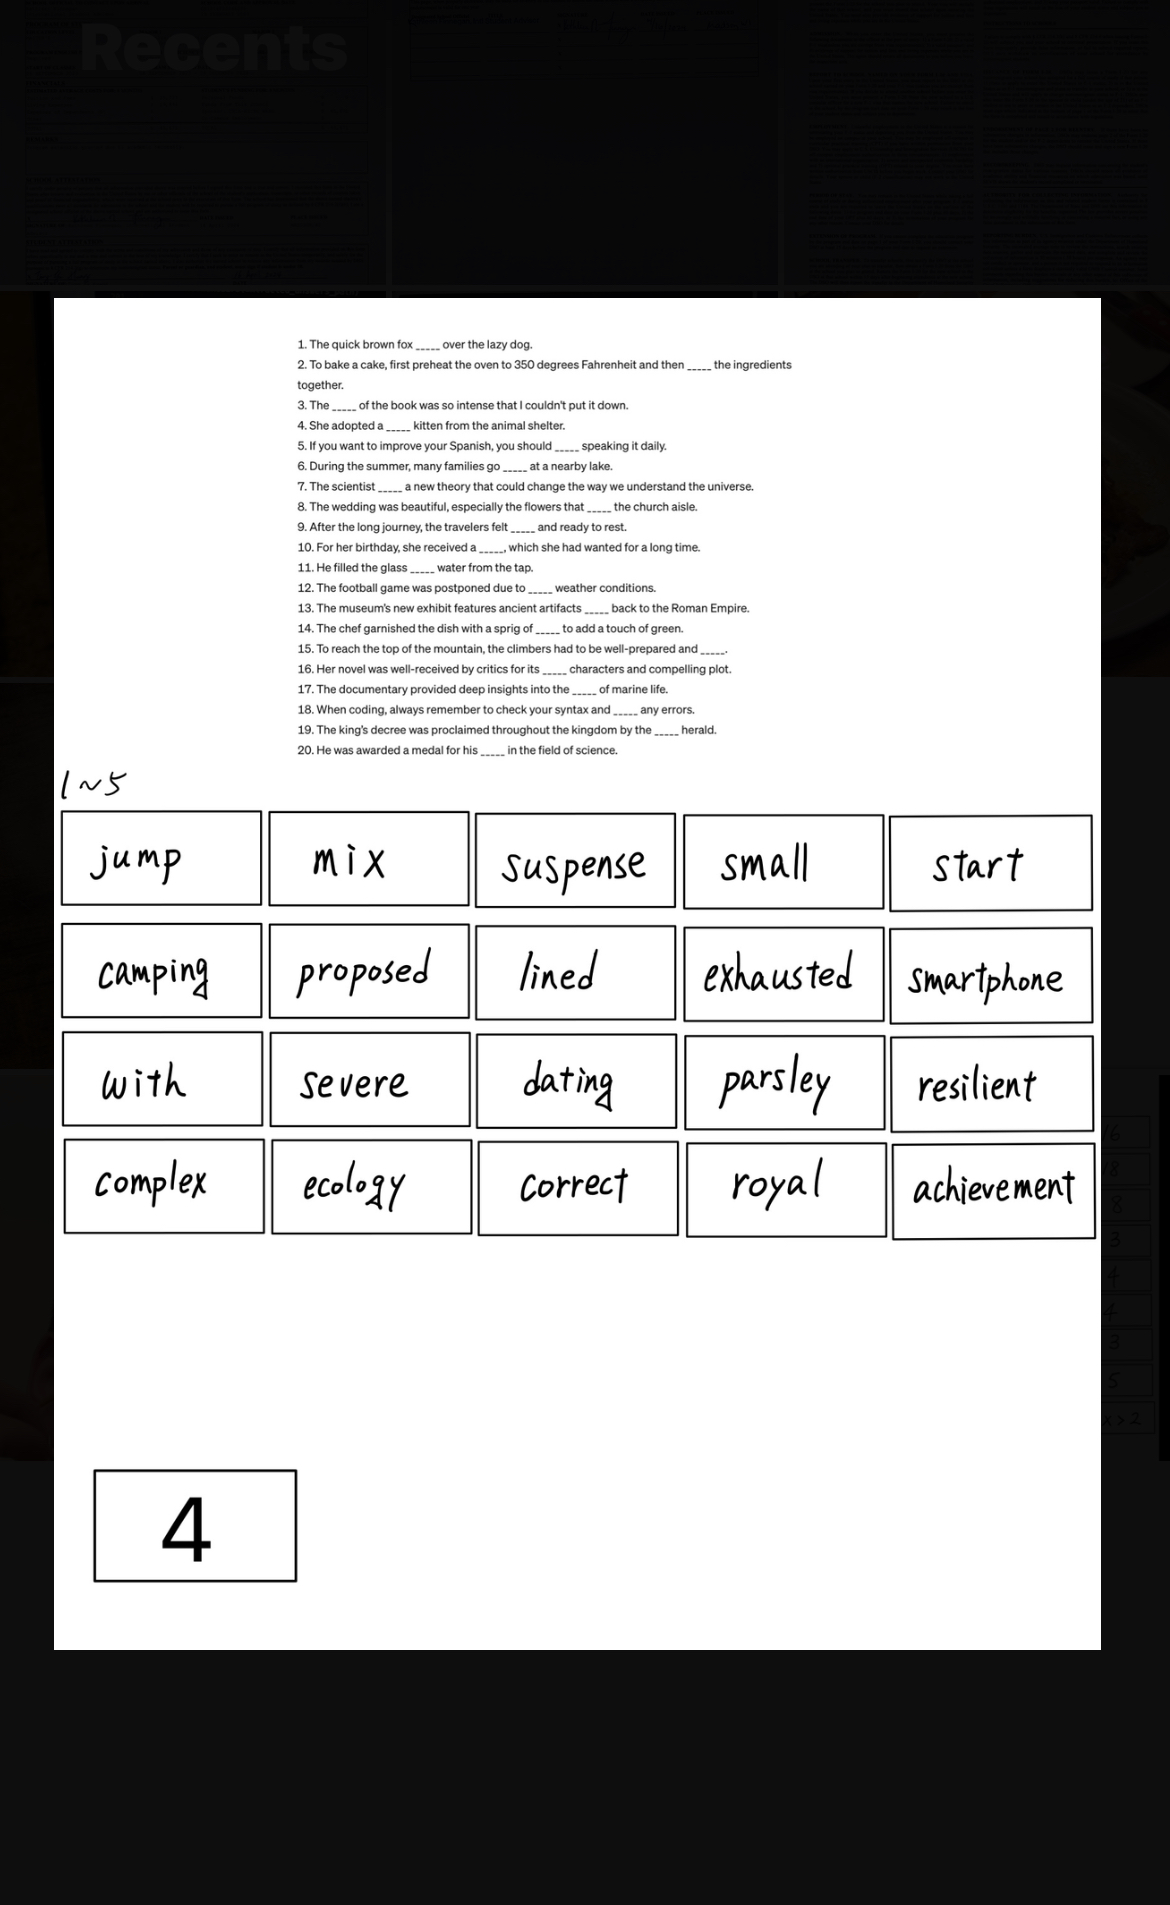 Recents
1. The quick brown fox _____ over the lazy dog.
2. To bake a cake, first preheat the oven to 350 degrees Fahrenheit and then _____ the ingredients
together.
3. The _____ of the book was so intense that I couldn't put it down.
4. She adopted a _____ kitten from the animal shelter.
5. If you want to improve your Spanish, you should _____ speaking it daily.
6. During the summer, many families go _____ at a nearby lake.
7. The scientist _____ a new theory that could change the way we understand the universe.
8. The wedding was beautiful, especially the flowers that _____ the church aisle.
9. After the long journey, the travelers felt _____ and ready to rest.
10. For her birthday, she received a _____, which she had wanted for a long time.
11. He filled the glass _____ water from the tap.
12. The football game was postponed due to _____ weather conditions.
13. The museum's new exhibit features ancient artifacts _____ back to the Roman Empire.
14. The chef garnished the dish with a sprig of _____ to add a touch of green.
15. To reach the top of the mountain, the climbers had to be well-prepared and _____.
16. Her novel was well-received by critics for its _____ characters and compelling plot.
17. The documentary provided deep insights into the _____ of marine life.
18. When coding, always remember to check your syntax and _____ any errors.
19. The king's decree was proclaimed throughout the kingdom by the _____ herald.
20. He was awarded a medal for his _____ in the field of science.
1~5
jump mix suspense small start
camping proposed lined exhausted smartphone
with severe dating parsley resilient
complex ecology correct royal achievement
4